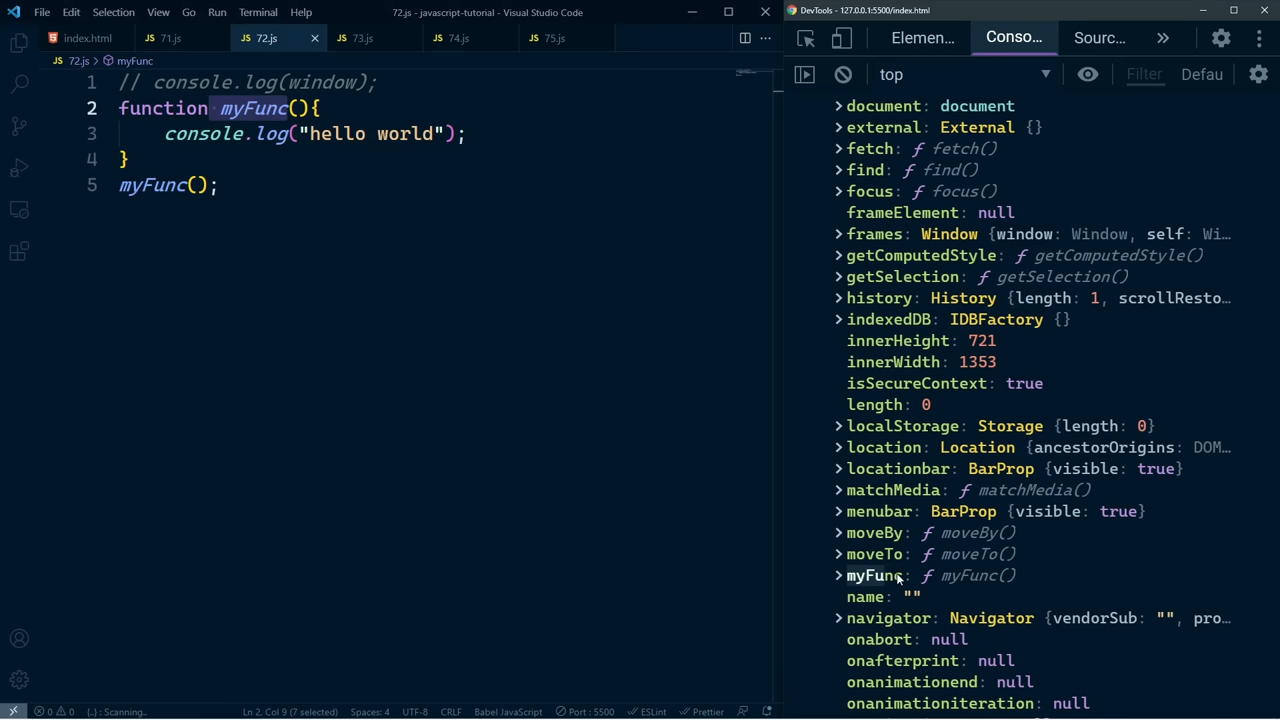 File Edit Selection View Go Run Terminal Help 72.js - javascript-tutorial - Visual Studio Code
index.html 71.js 72.js 73.js 74.js 75.js
72.js > myFunc
1 // console.log(window);
2 function myFunc(){
3 console.log("hello world");
4 }
5 myFunc();
0 0 {..}: Scanning.. Ln 2, Col 9 (7 selected) Spaces: 4 UTF-8 CRLF Babel JavaScript Port : 5500 ESLint Prettier
DevTools - 127.0.0.1:5500/index.html
Elemen... Conso... Sourc...
top Filter Defau
document: document
external: External {}
fetch: ƒ fetch()
find: ƒ find()
focus: ƒ focus()
frameElement: null
frames: Window {window: Window, self: Wi...
getComputedStyle: ƒ getComputedStyle()
getSelection: ƒ getSelection()
history: History {length: 1, scrollResto...
indexedDB: IDBFactory {}
innerHeight: 721
innerWidth: 1353
isSecureContext: true
length: 0
localStorage: Storage {length: 0}
location: Location {ancestorOrigins: DOM...
locationbar: BarProp {visible: true}
matchMedia: ƒ matchMedia()
menubar: BarProp {visible: true}
moveBy: ƒ moveBy()
moveTo: ƒ moveTo()
myFunc: ƒ myFunc()
name: ""
navigator: Navigator {vendorSub: "", pro...
onabort: null
onafterprint: null
onanimationend: null
onanimationiteration: null